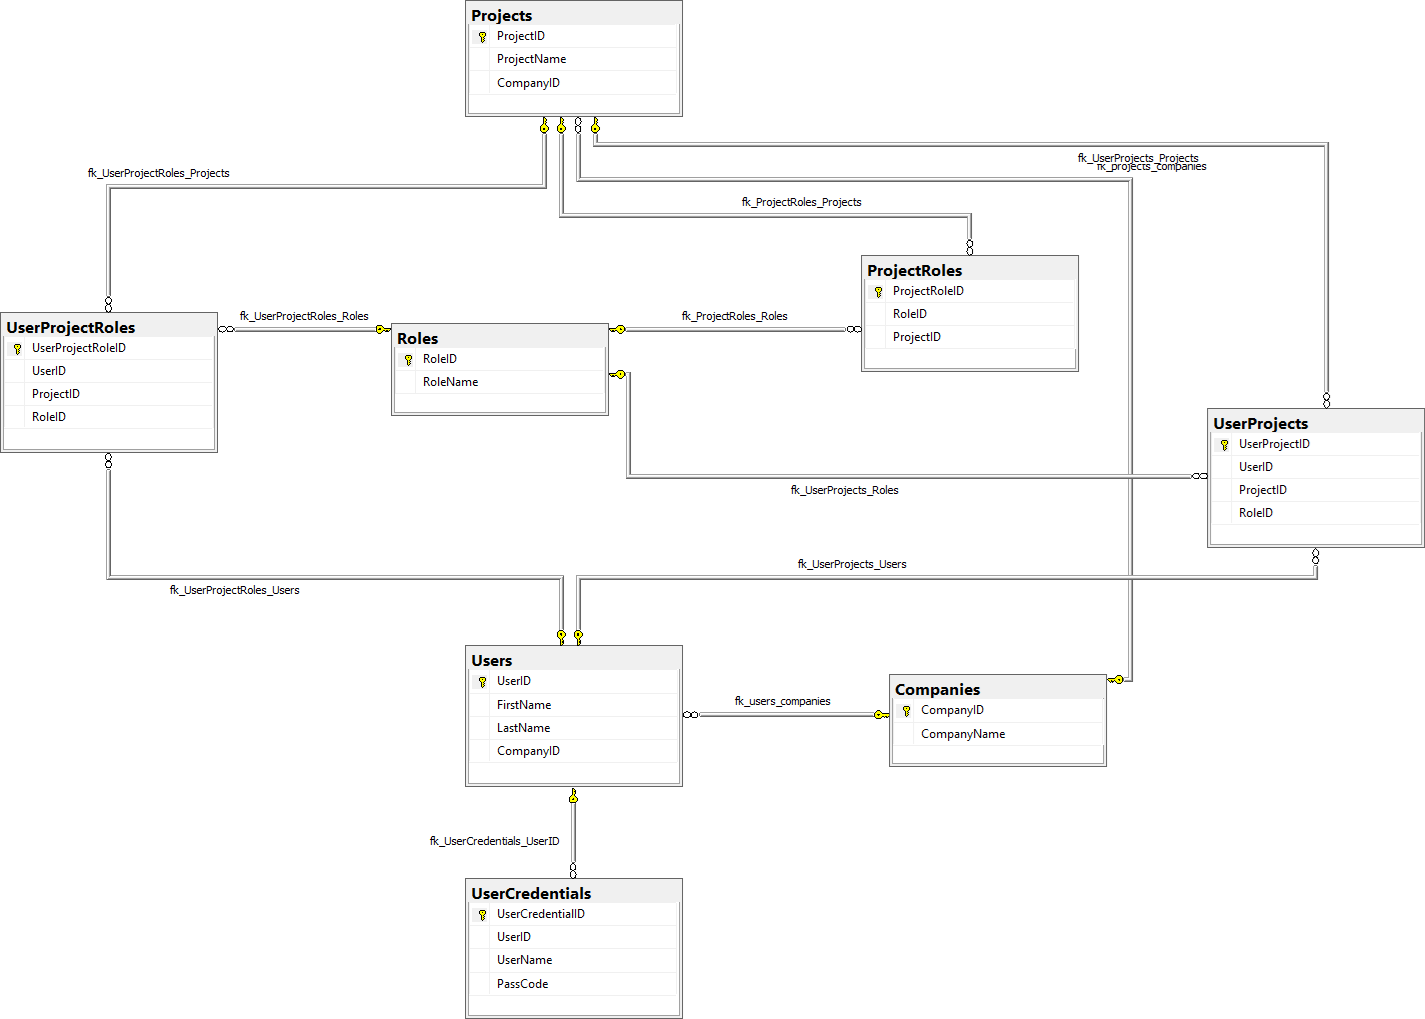 Projects
ProjectID
ProjectName
CompanyID
fk_UserProjects_Projects
fk_projects_companies
fk_UserProjectRoles_Projects
fk_ProjectRoles_Projects
ProjectRoles
ProjectRoleID
RoleID
ProjectID
fk_UserProjectRoles_Roles
fk_ProjectRoles_Roles
UserProjectRoles
UserProjectRoleID
UserID
ProjectID
RoleID
Roles
RoleID
RoleName
UserProjects
UserProjectID
UserID
ProjectID
RoleID
fk_UserProjects_Roles
fk_UserProjects_Users
fk_UserProjectRoles_Users
Users
UserID
FirstName
LastName
CompanyID
fk_users_companies
Companies
CompanyID
CompanyName
fk_UserCredentials_UserID
UserCredentials
UserCredentialID
UserID
UserName
PassCode